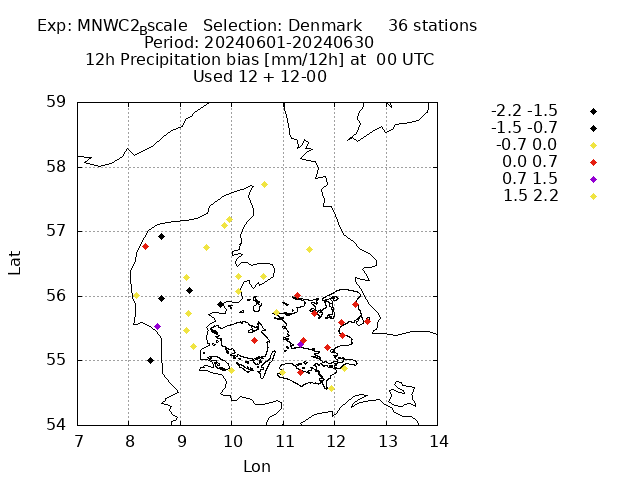 Exp: MNWC2_Bscale Selection: Denmark 36 stations
Period: 20240601-20240630
12h Precipitation bias [mm/12h] at 00 UTC
Used 12 + 12-00
-2.2 -1.5
-1.5 -0.7
-0.7 0.0
0.0 0.7
0.7 1.5
1.5 2.2
59
58
57
56
55
54
Lat
7 8 9 10 11 12 13 14
Lon